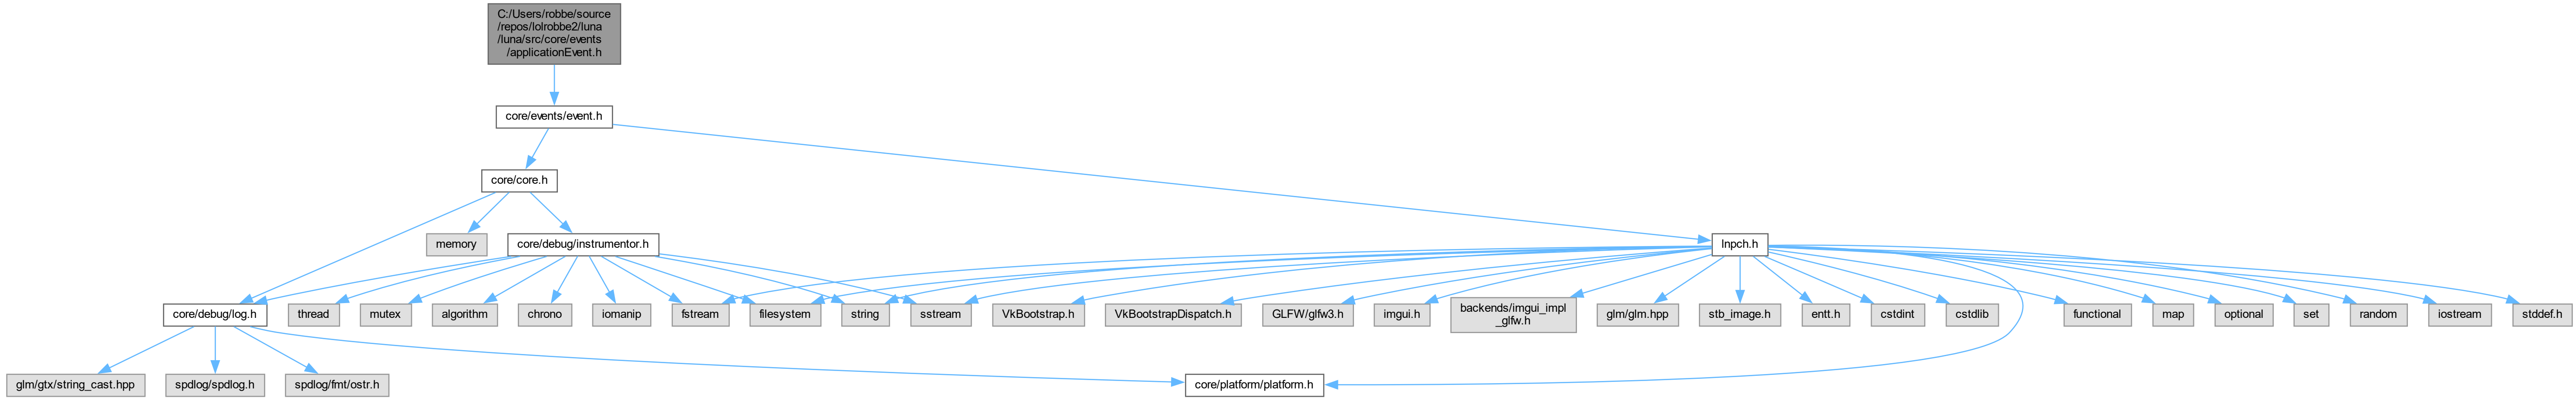 C:/Users/robbe/source
/repos/lolrobbe2/luna
/luna/src/core/events
/applicationEvent.h
core/events/event.h
core/core.h
memory
core/debug/instrumentor.h
lnpch.h
core/debug/log.h
thread
mutex
algorithm
chrono
iomanip
fstream
filesystem
string
sstream
VkBootstrap.h
VkBootstrapDispatch.h
GLFW/glfw3.h
imgui.h
backends/imgui_impl
_glfw.h
glm/glm.hpp
stb_image.h
entt.h
cstdint
cstdlib
functional
map
optional
set
random
iostream
stddef.h
glm/gtx/string_cast.hpp
spdlog/spdlog.h
spdlog/fmt/ostr.h
core/platform/platform.h